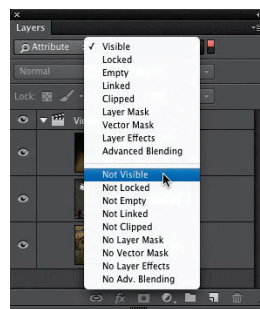 Layers
Attribute
✓ Visible
Locked
Empty
Linked
Clipped
Layer Mask
Vector Mask
Layer Effects
Advanced Blending
Normal
Lock:
Not Visible
Not Locked
Not Empty
Not Linked
Not Clipped
No Layer Mask
No Vector Mask
No Layer Effects
No Adv. Blending
fx